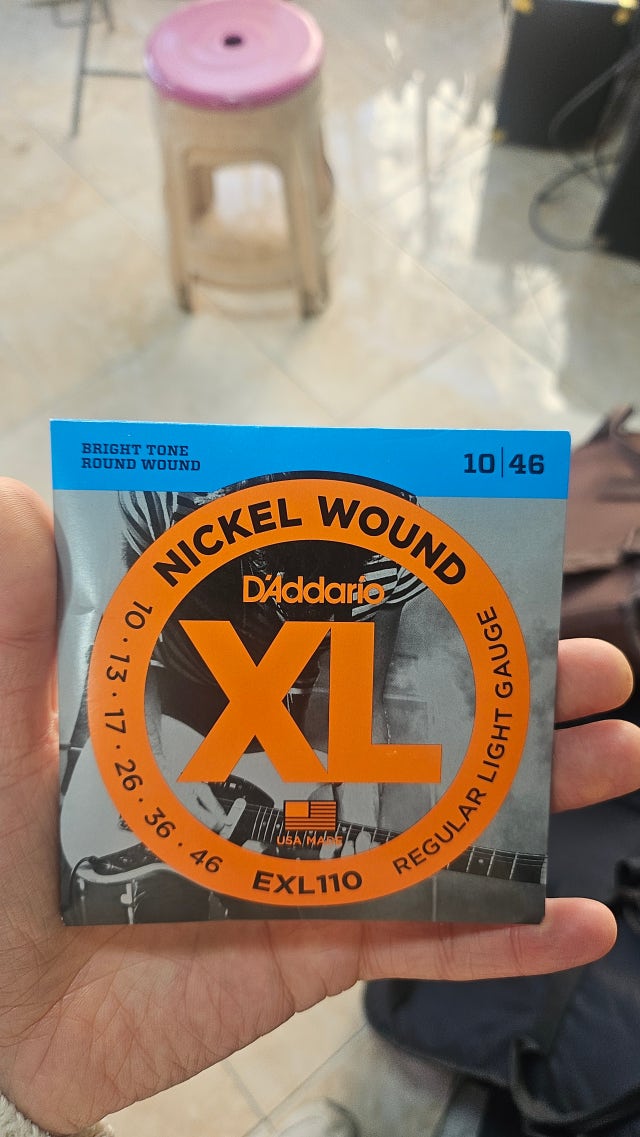 BRIGHT TONE
ROUND WOUND
10|46
NICKEL WOUND
D'Addario
XL
USA MADE
10 · 13 · 17 · 26 · 36 · 46
EXL110
REGULAR LIGHT GAUGE